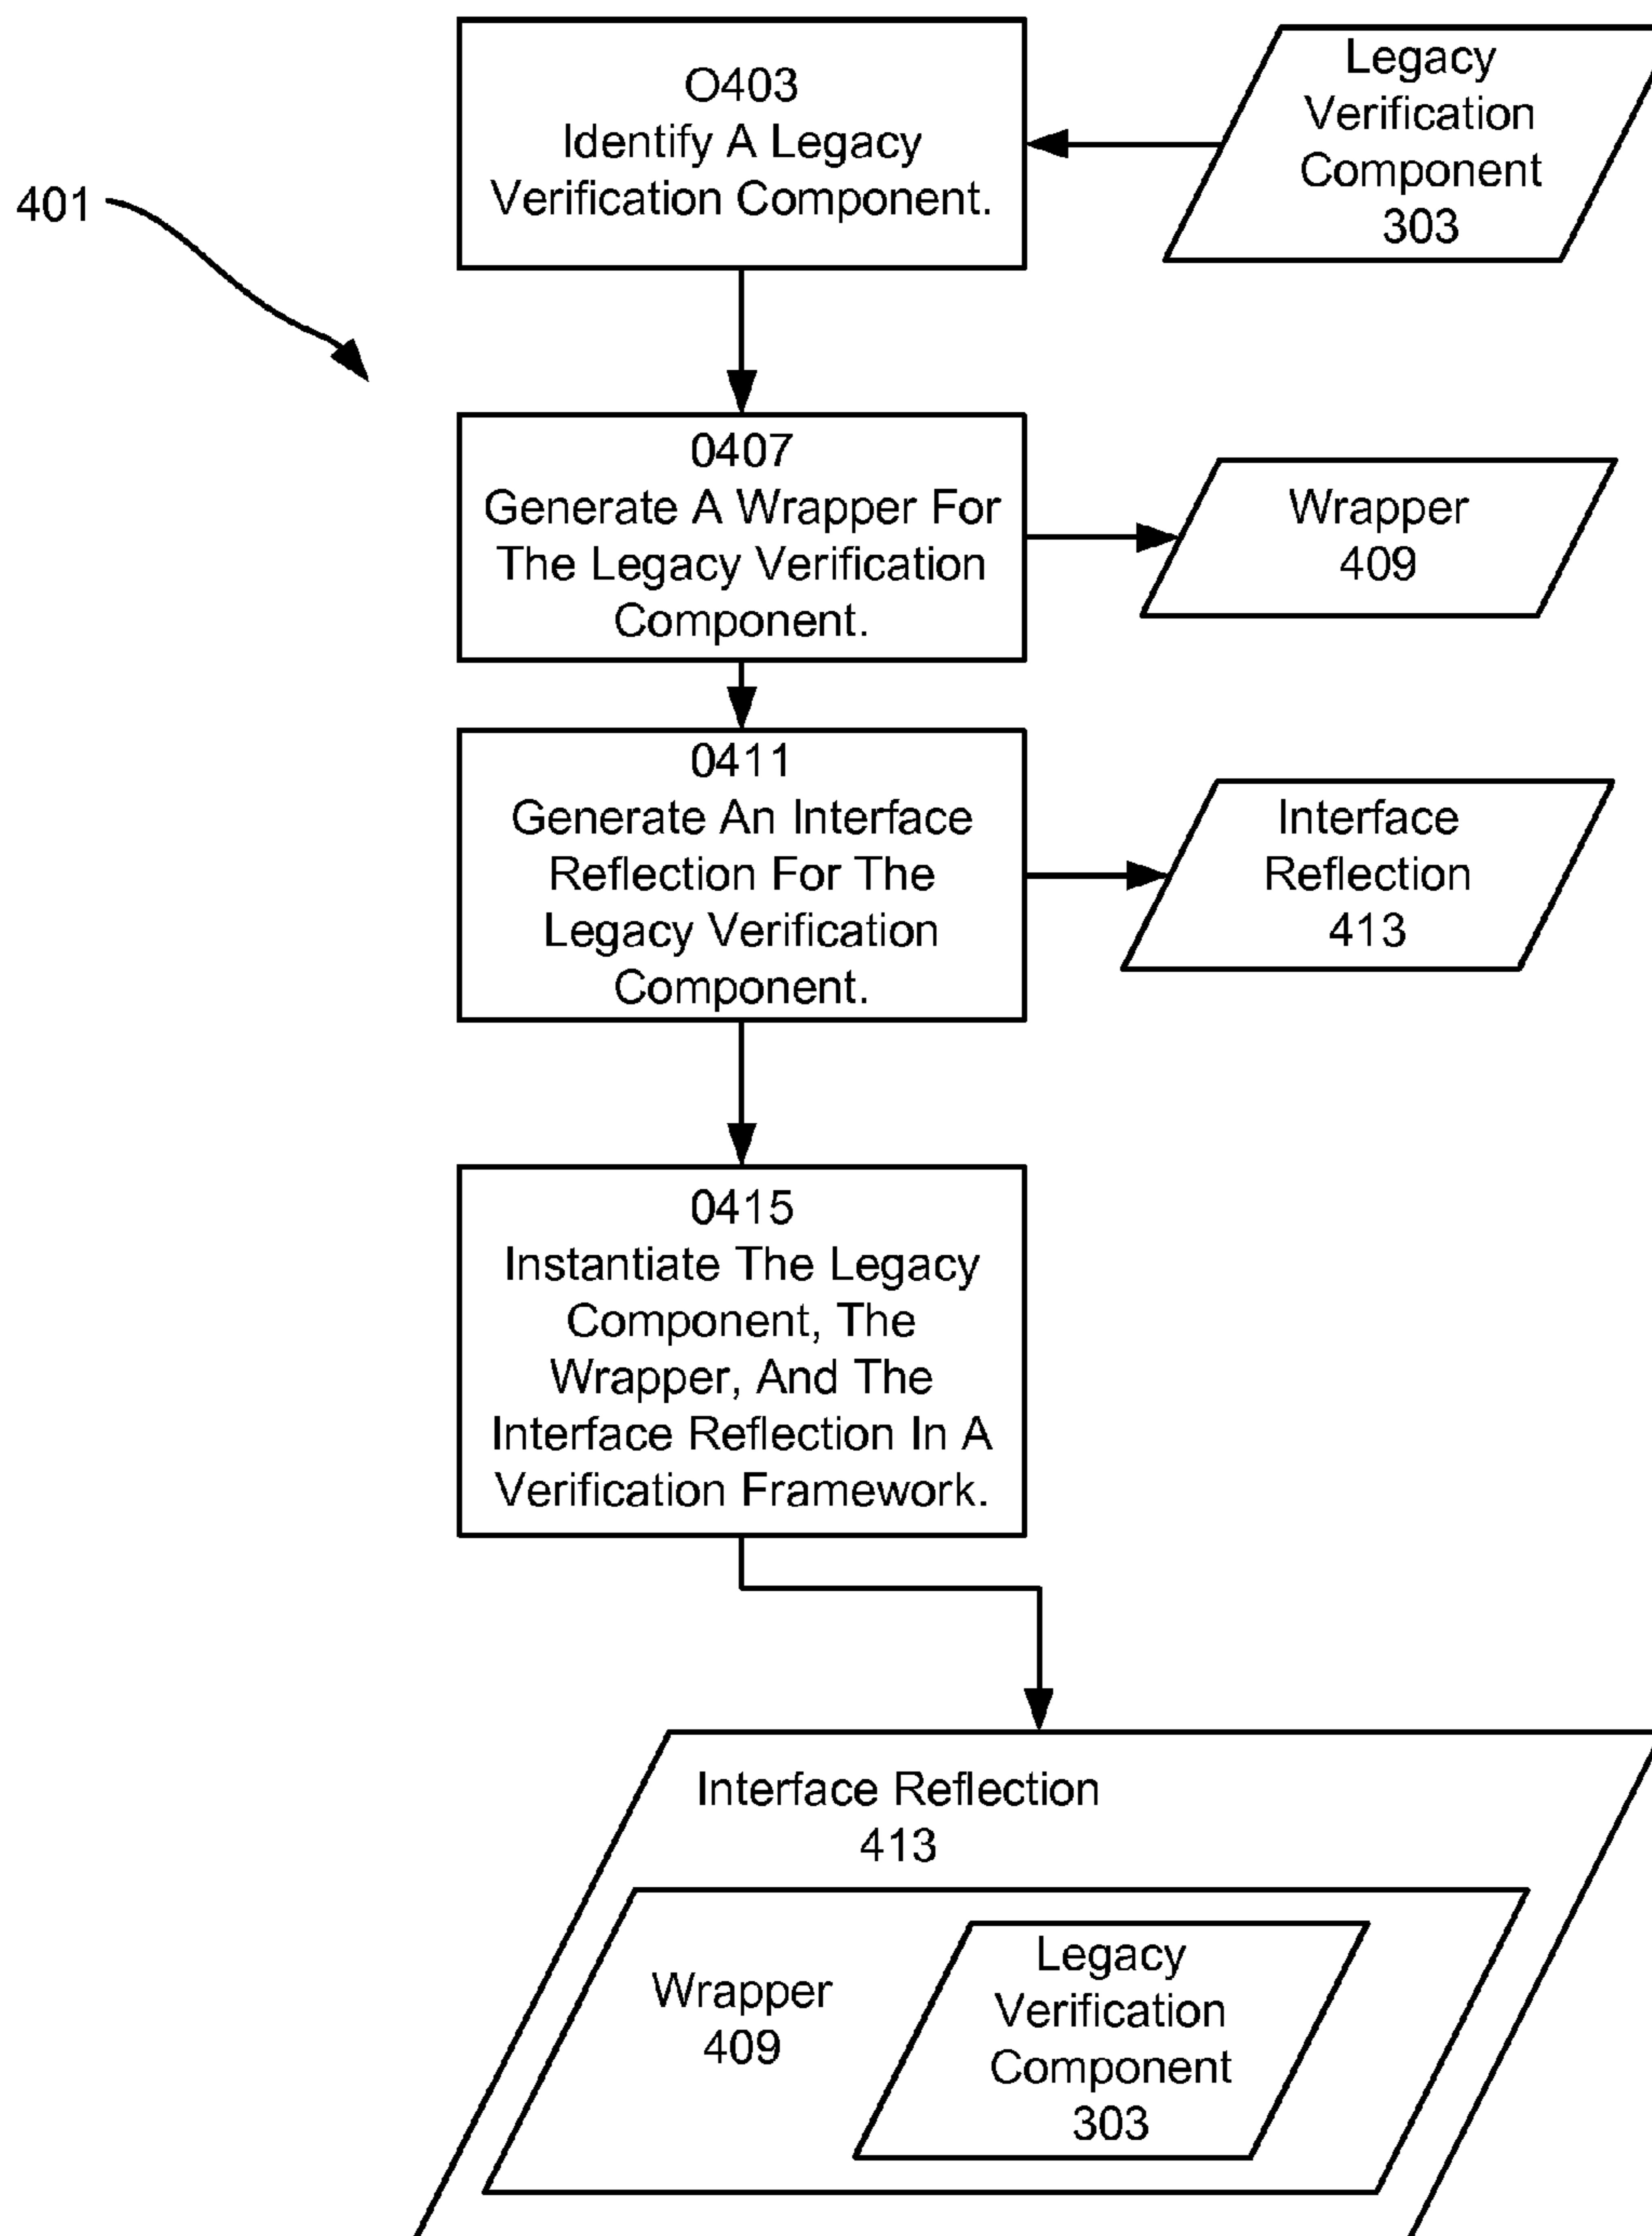 O403
Identify A Legacy
Verification Component.
Legacy
Verification
Component
303
401
0407
Generate A Wrapper For
The Legacy Verification
Component.
Wrapper
409
0411
Generate An Interface
Reflection For The
Legacy Verification
Component.
Interface
Reflection
413
0415
Instantiate The Legacy
Component, The
Wrapper, And The
Interface Reflection In A
Verification Framework.
Interface Reflection
413
Wrapper
409
Legacy
Verification
Component
303